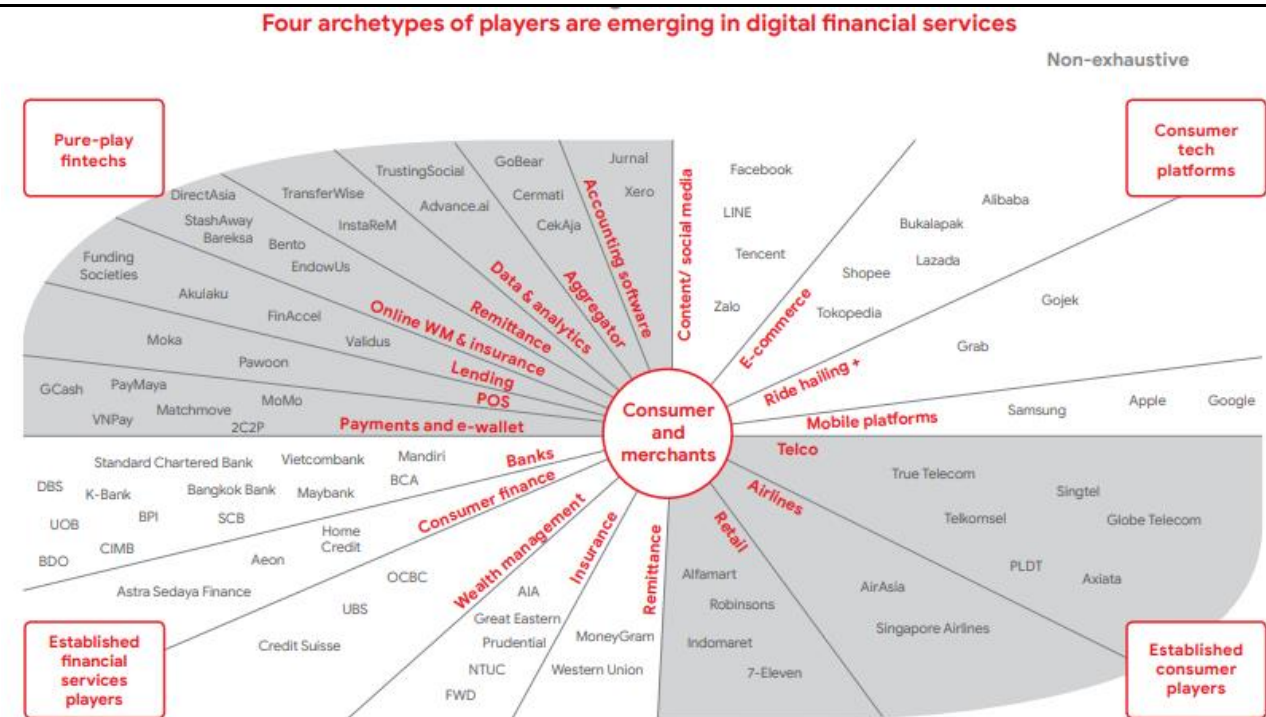 Four archetypes of players are emerging in digital financial services
Non-exhaustive
Pure-play
fintechs
Consumer
tech
platforms
Established
financial
services
players
Established
consumer
players
Consumer
and
merchants
Accounting software
Jurnal
Xero
Aggregator
GoBear
Cermati
CekAja
Data & analytics
TrustingSocial
Advance.ai
Remittance
TransferWise
InstaReM
Online WM & insurance
DirectAsia
StashAway
Bareksa
Bento
EndowUs
Lending
Funding
Societies
Akulaku
FinAccel
Validus
POS
Moka
Pawoon
Payments and e-wallet
GCash
PayMaya
VNPay
Matchmove
2C2P
MoMo
Content/ social media
Facebook
LINE
Tencent
Zalo
E-commerce
Alibaba
Bukalapak
Lazada
Shopee
Tokopedia
Ride hailing +
Gojek
Grab
Mobile platforms
Samsung
Apple
Google
Banks
Standard Chartered Bank
Vietcombank
Mandiri
DBS
K-Bank
Bangkok Bank
Maybank
BCA
UOB
BPI
SCB
BDO
CIMB
Consumer finance
Home
Credit
Aeon
Astra Sedaya Finance
Wealth management
OCBC
UBS
Credit Suisse
Insurance
AIA
Great Eastern
Prudential
NTUC
FWD
Remittance
MoneyGram
Western Union
Retail
Alfamart
Robinsons
Indomaret
7-Eleven
Airlines
AirAsia
Singapore Airlines
Telco
True Telecom
Singtel
Telkomsel
Globe Telecom
PLDT
Axiata